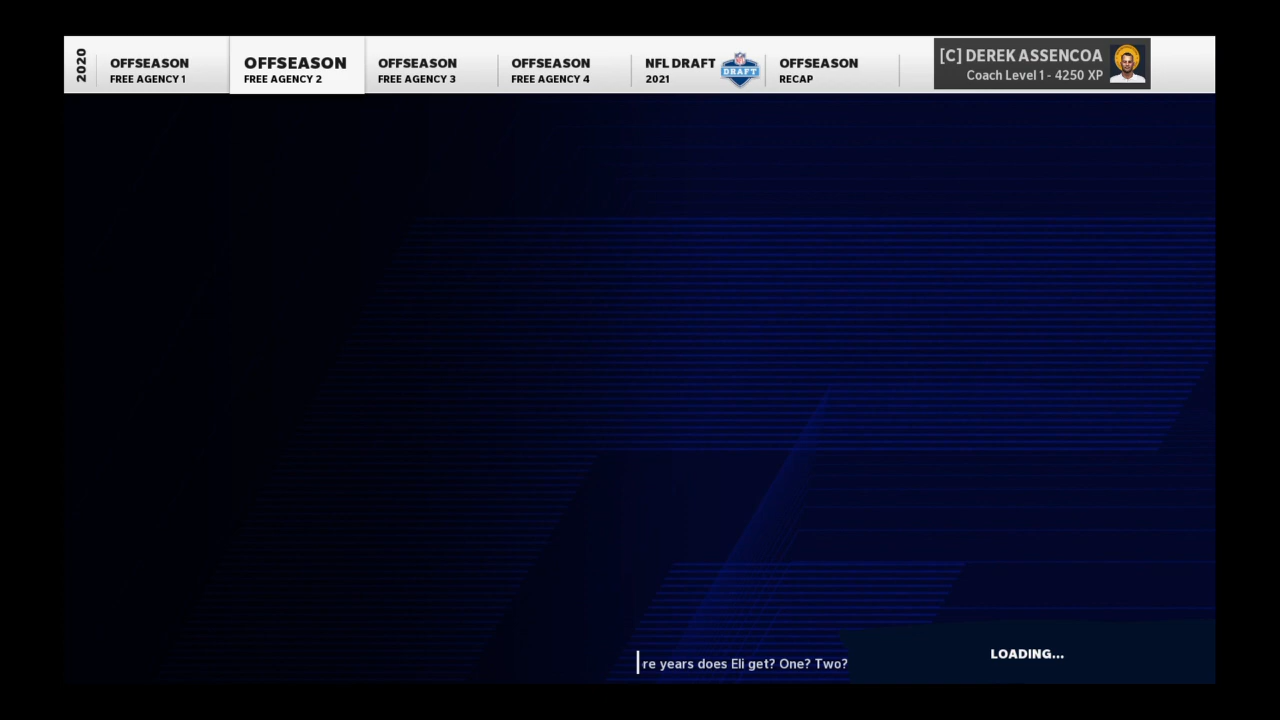 2020
OFFSEASON
FREE AGENCY 1
OFFSEASON
FREE AGENCY 2
OFFSEASON
FREE AGENCY 3
OFFSEASON
FREE AGENCY 4
NFL DRAFT
2021
NFL
DRAFT
OFFSEASON
RECAP
[C] DEREK ASSENCOA
Coach Level 1 - 4250 XP
re years does Eli get? One? Two?
LOADING...